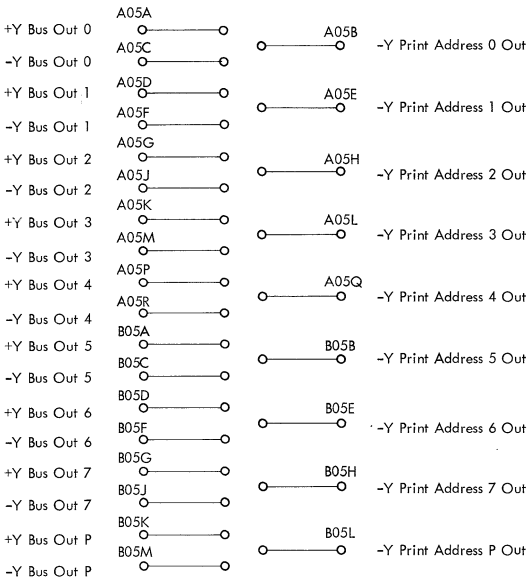 A05A
+Y Bus Out 0
A05B
-Y Print Address 0 Out
A05C
-Y Bus Out 0
A05D
+Y Bus Out 1
A05E
-Y Print Address 1 Out
A05F
-Y Bus Out 1
A05G
+Y Bus Out 2
A05H
-Y Print Address 2 Out
A05J
-Y Bus Out 2
A05K
+Y Bus Out 3
A05L
-Y Print Address 3 Out
A05M
-Y Bus Out 3
A05P
+Y Bus Out 4
A05Q
-Y Print Address 4 Out
A05R
-Y Bus Out 4
B05A
+Y Bus Out 5
B05B
-Y Print Address 5 Out
B05C
-Y Bus Out 5
B05D
+Y Bus Out 6
B05E
-Y Print Address 6 Out
B05F
-Y Bus Out 6
B05G
+Y Bus Out 7
B05H
-Y Print Address 7 Out
B05J
-Y Bus Out 7
B05K
+Y Bus Out P
B05L
-Y Print Address P Out
B05M
-Y Bus Out P